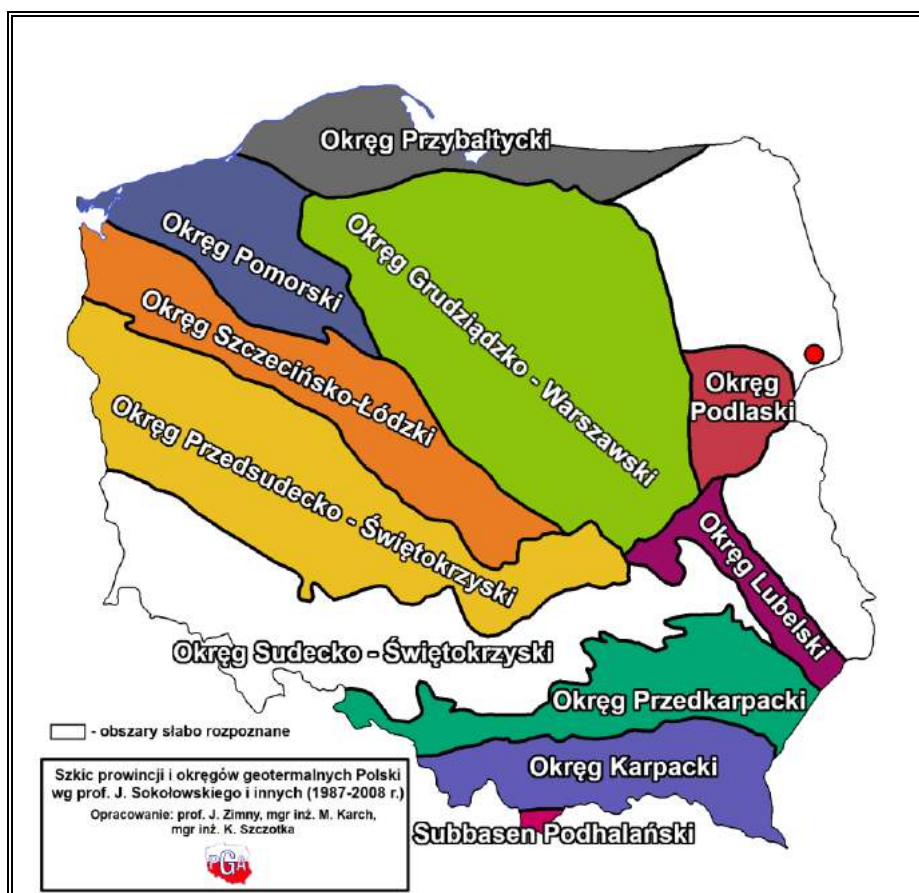 Okręg Przybałtycki
Okręg Pomorski
Okręg Grudziądzko - Warszawski
Okręg Szczecińsko-Łódzki
Okręg Podlaski
Okręg Przedsudecko - Świętokrzyski
Okręg Lubelski
Okręg Sudecko - Świętokrzyski
Okręg Przedkarpacki
Okręg Karpacki
Subbasen Podhalański
- obszary słabo rozpoznane
Szkic prowincji i okręgów geotermalnych Polski
wg prof. J. Sokołowskiego i innych (1987-2008 r.)
Opracowanie: prof. J. Zimny, mgr inż. M. Karch,
mgr inż. K. Szczotka
PGA